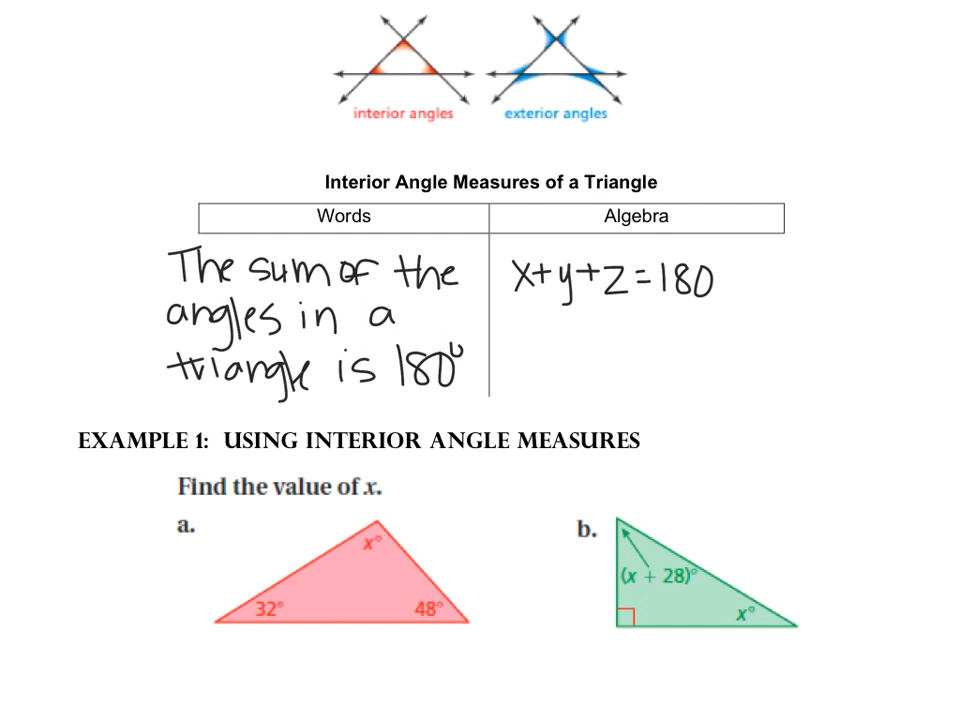 interior angles exterior angles
Interior Angle Measures of a Triangle
Words Algebra
The sum of the x+y+z=180
angles in a
triangle is 180°
EXAMPLE 1: USING INTERIOR ANGLE MEASURES
Find the value of x.
a. b.
x°
(x + 28)°
32° 48° x°